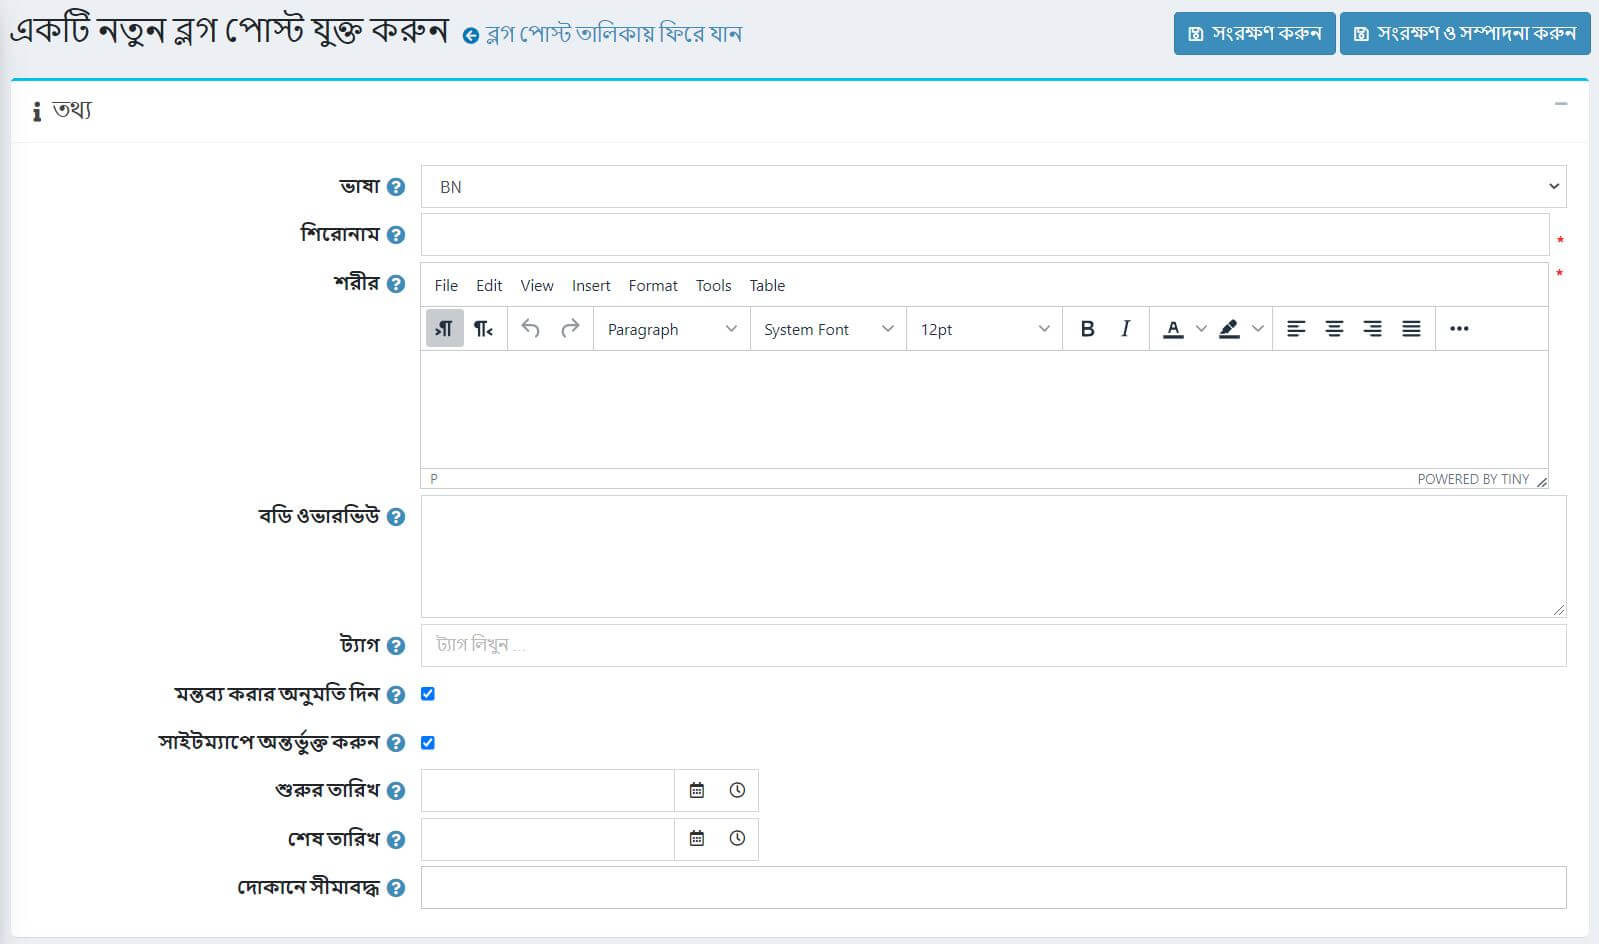 একটি নতুন ব্লগ পোস্ট যুক্ত করুন ব্লগ পোস্ট তালিকায় ফিরে যান সংরক্ষণ করুন সংরক্ষণ ও সম্পাদনা করুন
তথ্য
ভাষা BN
শিরোনাম *
শরীর File Edit View Insert Format Tools Table *
Paragraph System Font 12pt B I A
P POWERED BY TINY
বডি ওভারভিউ
ট্যাগ ট্যাগ লিখুন ...
মন্তব্য করার অনুমতি দিন
সাইটম্যাপে অন্তর্ভুক্ত করুন
শুরুর তারিখ
শেষ তারিখ
দোকানে সীমাবদ্ধ